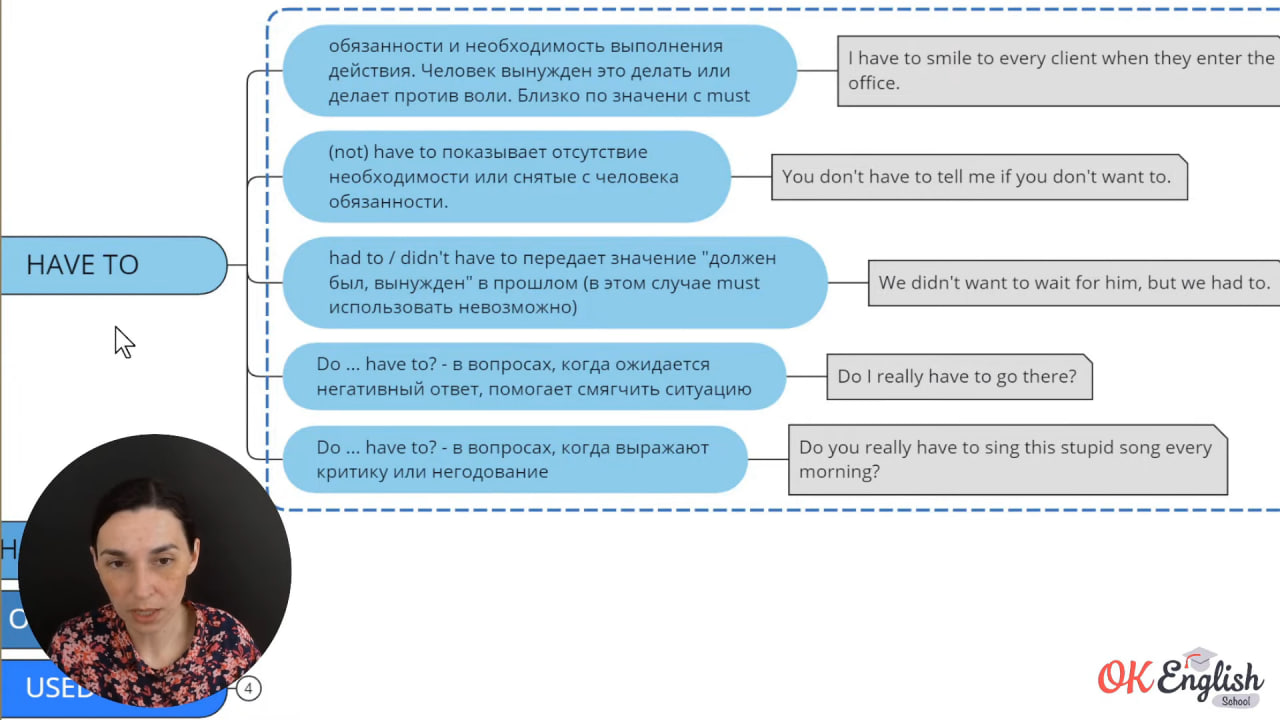 обязанности и необходимость выполнения
действия. Человек вынужден это делать или
делает против воли. Близко по значени с must
I have to smile to every client when they enter the
office.
(not) have to показывает отсутствие
необходимости или снятые с человека
обязанности.
You don't have to tell me if you don't want to.
HAVE TO
had to / didn't have to передает значение "должен
был, вынужден" в прошлом (в этом случае must
использовать невозможно)
We didn't want to wait for him, but we had to.
Do ... have to? - в вопросах, когда ожидается
негативный ответ, помогает смягчить ситуацию
Do I really have to go there?
Do ... have to? - в вопросах, когда выражают
критику или негодование
Do you really have to sing this stupid song every
morning?
USED
4
OK English
School